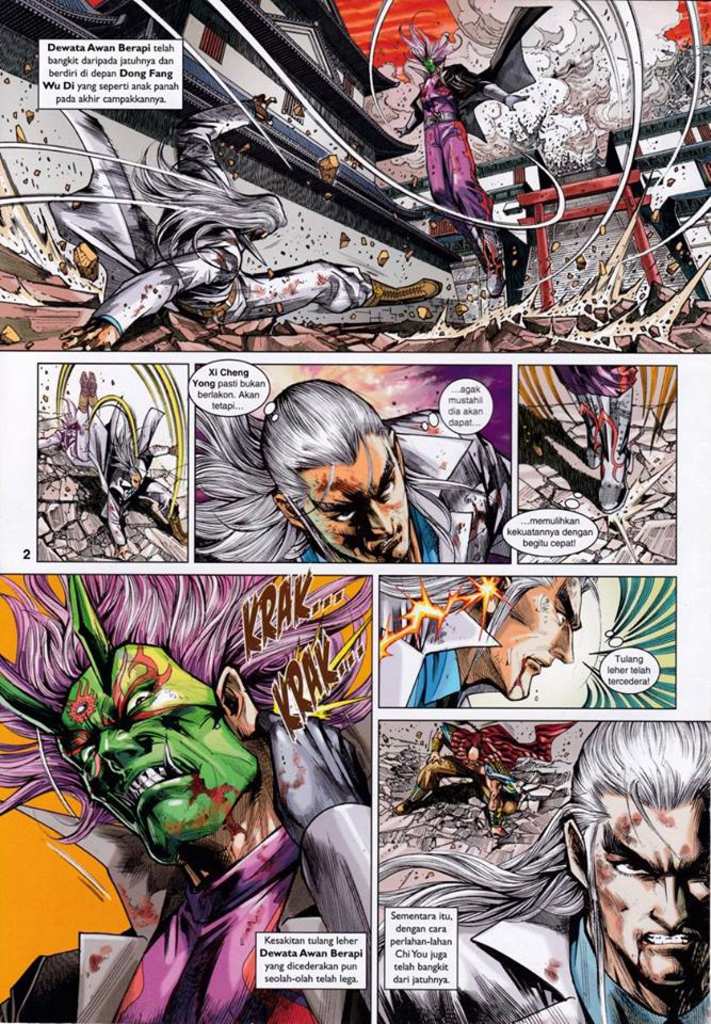 Dewata Awan Berapi telah
bangkit daripada jatuhnya dan
berdiri di depan Dong Fang
Wu Di yang seperti anak panah
pada akhir campakkannya.
Xi Cheng
Yong pasti bukan
berlakon. Akan
tetapi...
...agak
mustahil
dia akan
dapat...
...memulihkan
kekuatannya dengan
begitu cepat!
2
KRAK...
KRAK...
Tulang
leher telah
tercedera!
Kesakitan tulang leher
Dewata Awan Berapi
yang dicederakan pun
seolah-olah telah lega.
Sementara itu,
dengan cara
perlahan-lahan
Chi You juga
telah bangkit
dari jatuhnya.